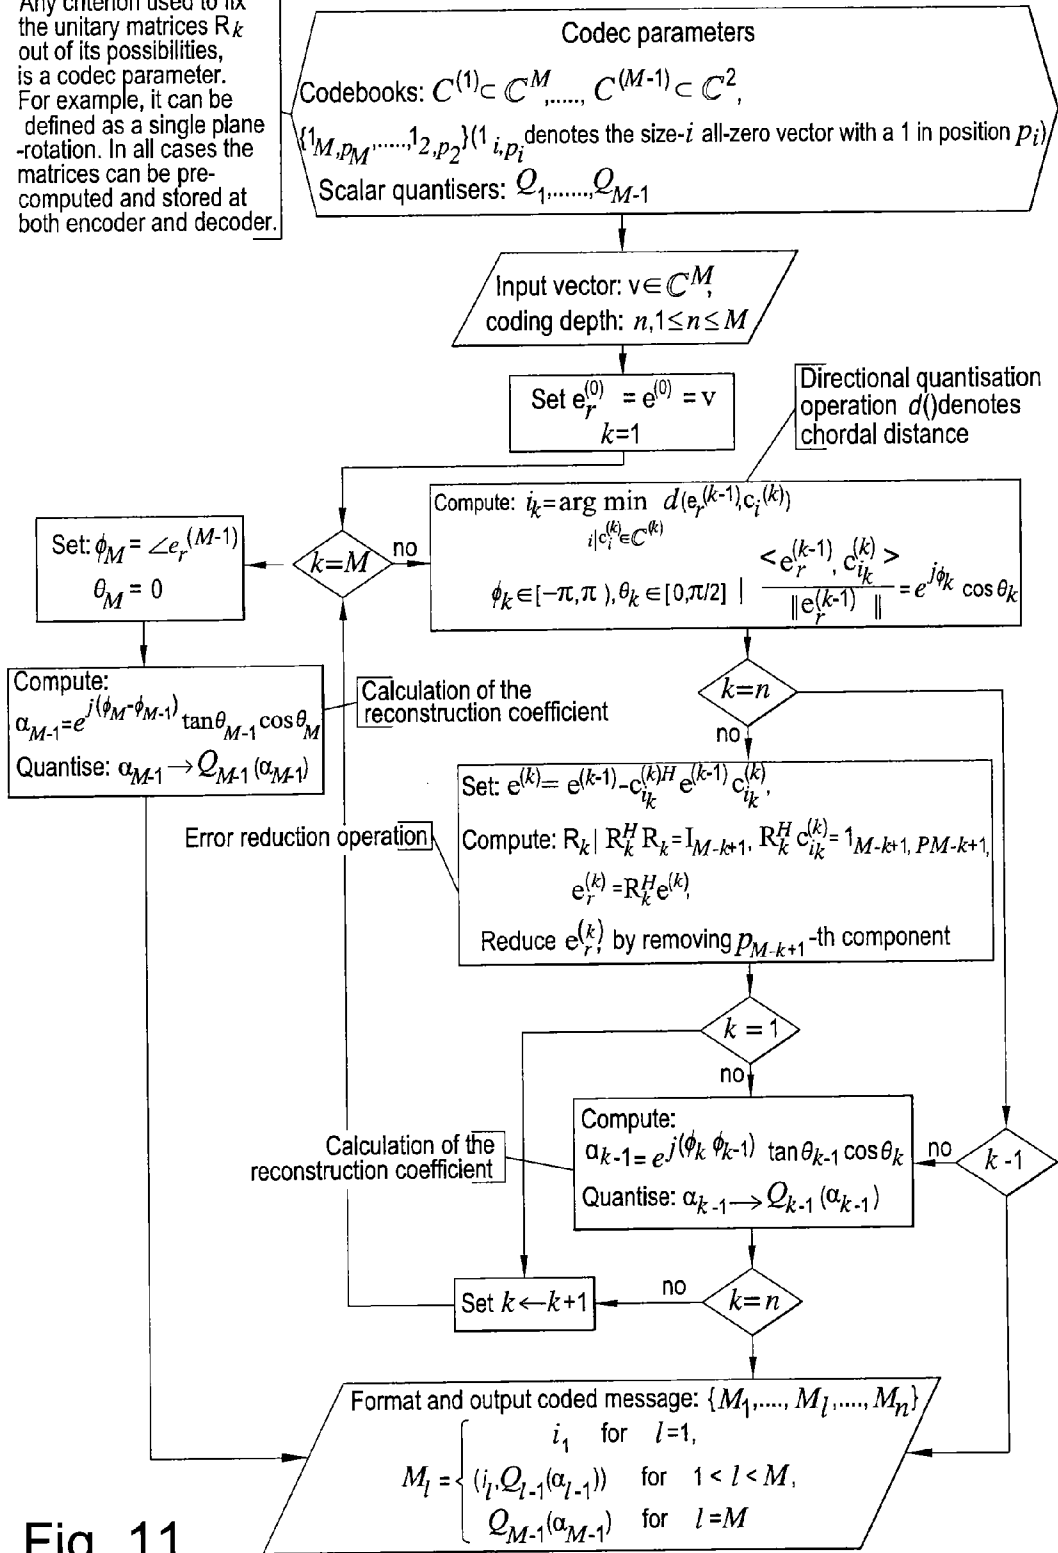 Any criterion used to fix
the unitary matrices R_k
out of its possibilities,
is a codec parameter.
For example, it can be
defined as a single plane
-rotation. In all cases the
matrices can be pre-
computed and stored at
both encoder and decoder.
Codec parameters
Codebooks: C^(1) ⊂ ℂ^M,....., C^(M-1) ⊂ ℂ^2,
{1_M,p_M,.....,1_2,p_2}(1_i,p_i denotes the size-i all-zero vector with a 1 in position p_i)
Scalar quantisers: Q_1,......,Q_M-1
Input vector: v∈ℂ^M,
coding depth: n,1≤n≤M
Set e_r^(0) = e^(0) = v
k=1
Directional quantisation
operation d()denotes
chordal distance
Compute: i_k=arg min d(e_r^(k-1),c_i^(k))
i|c_i^(k)∈C^(k)
ϕ_k∈[-π,π),θ_k∈[0,π/2] | <e_r^(k-1), c_i_k^(k)> / ||e_r^(k-1)|| = e^jϕ_k cosθ_k
k=M
no
Set: ϕ_M = ∠e_r^(M-1)
θ_M = 0
Compute:
α_M-1=e^j(ϕ_M-ϕ_M-1) tanθ_M-1 cosθ_M
Quantise: α_M-1→Q_M-1(α_M-1)
Calculation of the
reconstruction coefficient
k=n
no
Set: e^(k)= e^(k-1)-c_i_k^(k)H e^(k-1) c_i_k^(k),
Compute: R_k| R_k^H R_k=I_M-k+1, R_k^H c_ik^(k)=1_M-k+1, PM-k+1,
e_r^(k)=R_k^H e^(k),
Reduce e_r^(k), by removing p_M-k+1-th component
Error reduction operation
k = 1
no
Compute:
α_k-1=e^j(ϕ_k ϕ_k-1) tanθ_k-1 cosθ_k
Quantise: α_k-1→Q_k-1(α_k-1)
Calculation of the
reconstruction coefficient
no
k-1
Set k←k+1
no
k=n
Format and output coded message: {M_1,...., M_l,...., M_n}
i_1 for l=1,
M_l = { (i_l,Q_l-1(α_l-1)) for 1 < l < M,
Q_M-1(α_M-1) for l=M
Fig. 11